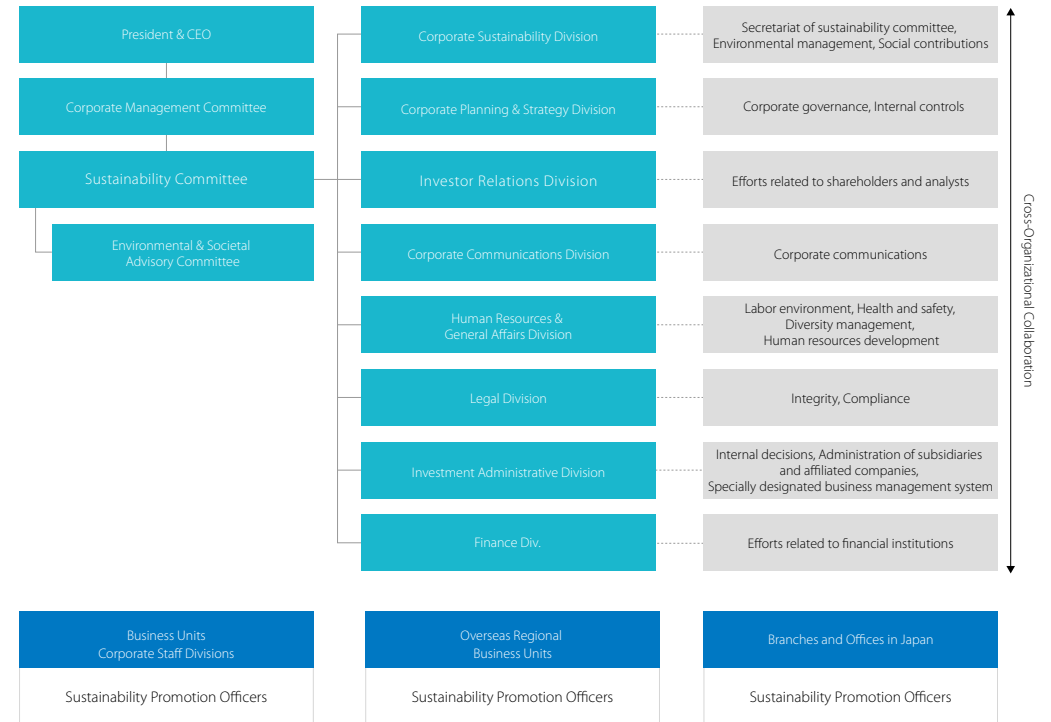 President & CEO
Corporate Management Committee
Sustainability Committee
Environmental & Societal
Advisory Committee
Corporate Sustainability Division
Secretariat of sustainability committee,
Environmental management, Social contributions
Corporate Planning & Strategy Division
Corporate governance, Internal controls
Investor Relations Division
Efforts related to shareholders and analysts
Corporate Communications Division
Corporate communications
Human Resources &
General Affairs Division
Labor environment, Health and safety,
Diversity management,
Human resources development
Legal Division
Integrity, Compliance
Investment Administrative Division
Internal decisions, Administration of subsidiaries
and affiliated companies,
Specially designated business management system
Finance Div.
Efforts related to financial institutions
Cross-Organizational Collaboration
Business Units
Corporate Staff Divisions
Sustainability Promotion Officers
Overseas Regional
Business Units
Sustainability Promotion Officers
Branches and Offices in Japan
Sustainability Promotion Officers